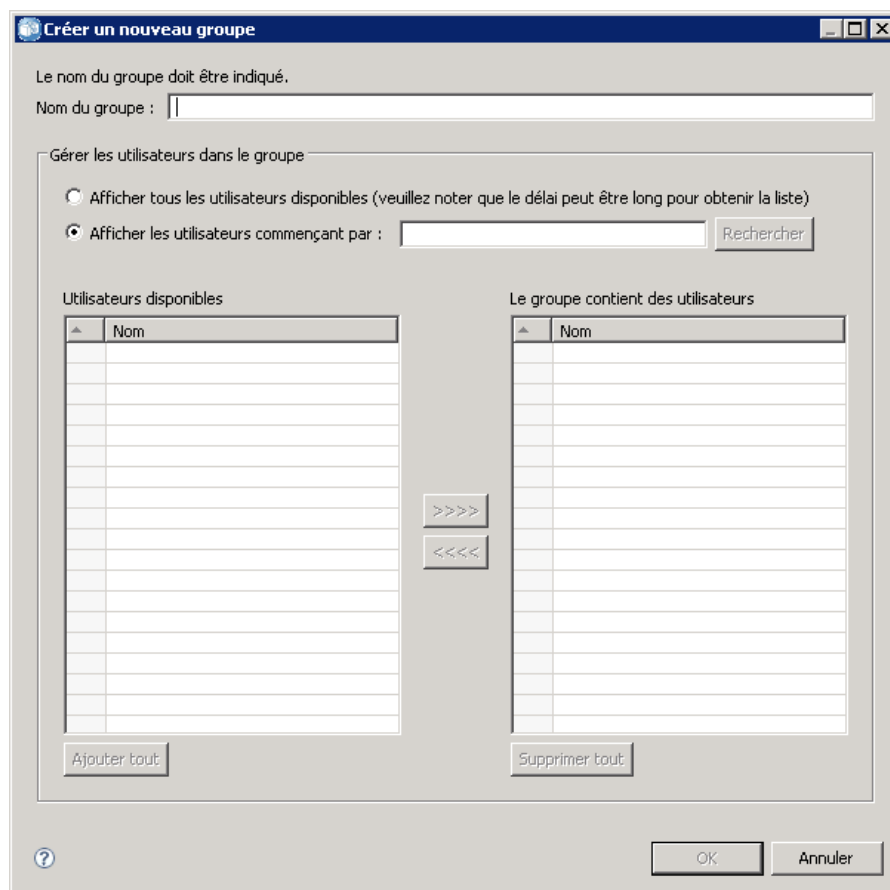 Créer un nouveau groupe
Le nom du groupe doit être indiqué.
Nom du groupe :
Gérer les utilisateurs dans le groupe
Afficher tous les utilisateurs disponibles (veuillez noter que le délai peut être long pour obtenir la liste)
Afficher les utilisateurs commençant par : Rechercher
Utilisateurs disponibles Le groupe contient des utilisateurs
Nom Nom
>>>>
<<<<
Ajouter tout Supprimer tout
? OK Annuler